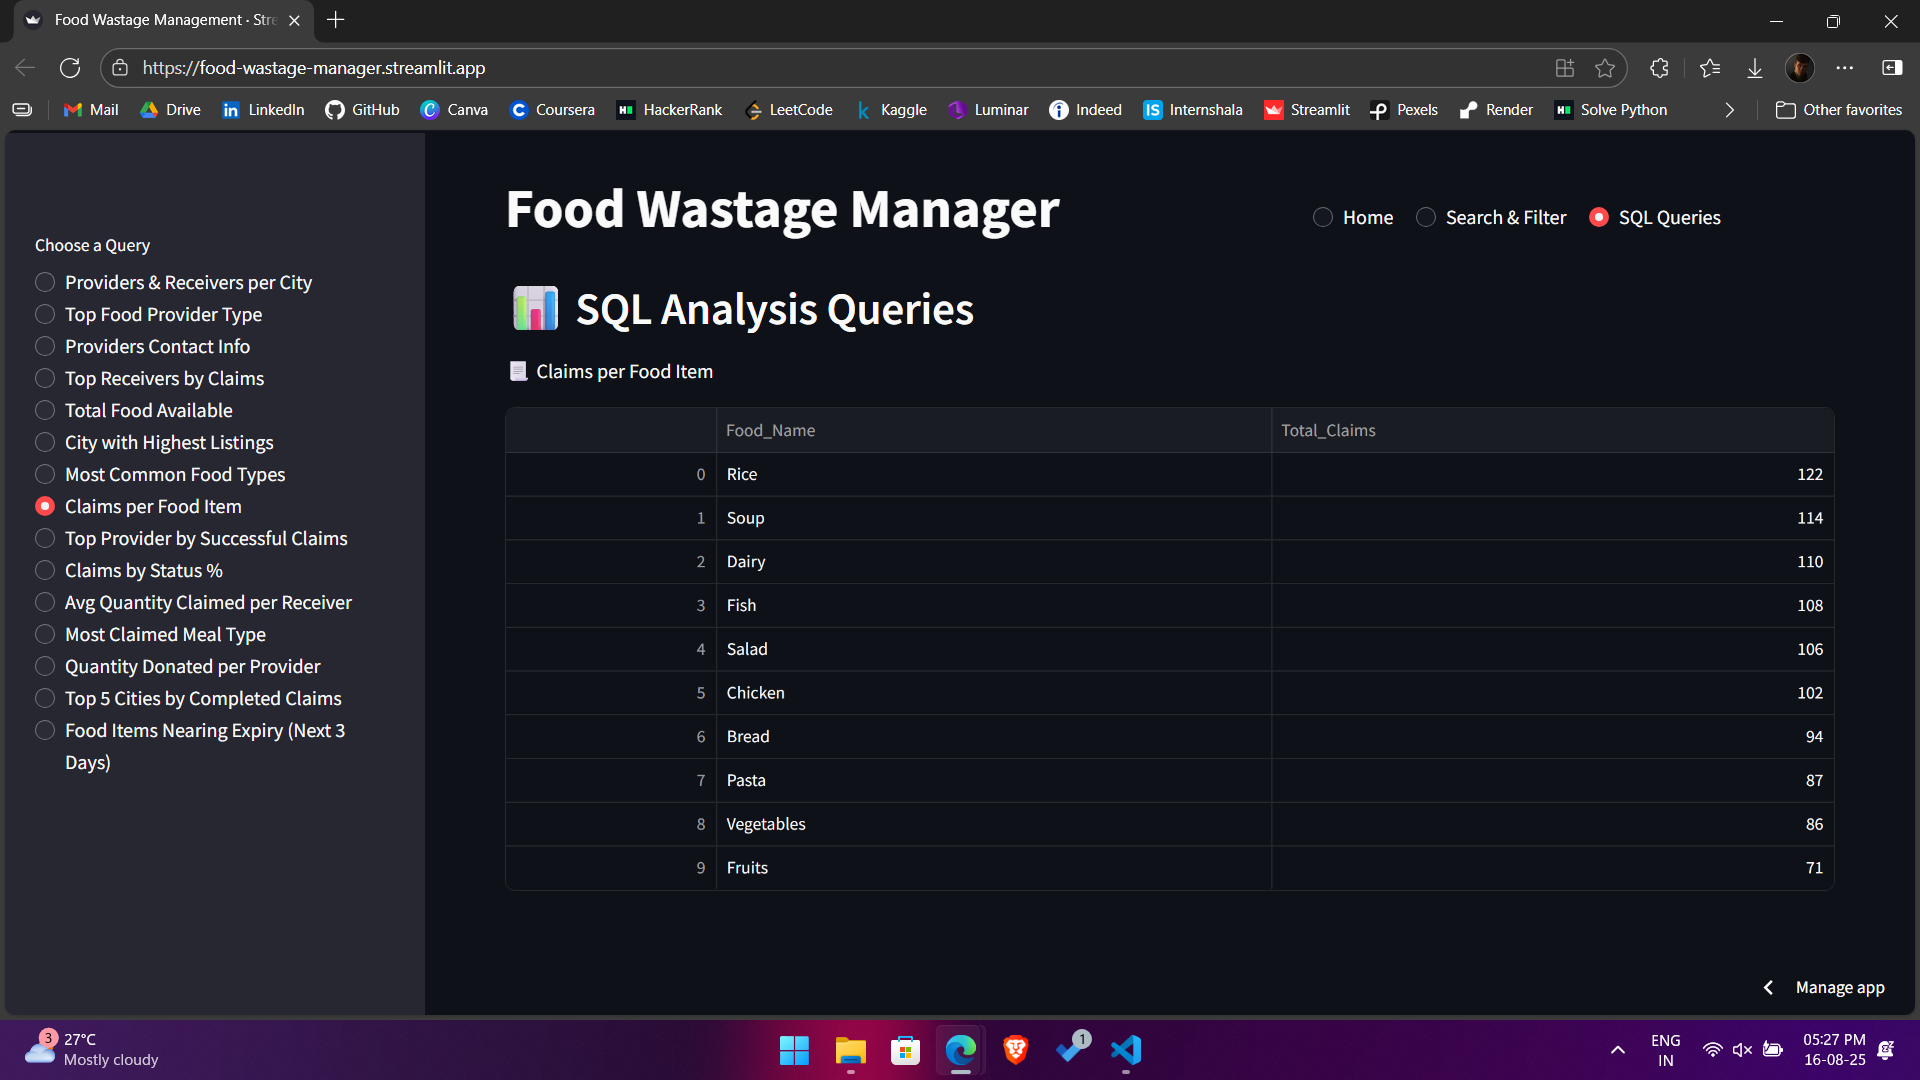 Food Wastage Management · Stre
https://food-wastage-manager.streamlit.app
Mail Drive LinkedIn GitHub Canva Coursera HackerRank LeetCode Kaggle Luminar Indeed Internshala Streamlit Pexels Render Solve Python Other favorites
Choose a Query
Providers & Receivers per City
Top Food Provider Type
Providers Contact Info
Top Receivers by Claims
Total Food Available
City with Highest Listings
Most Common Food Types
Claims per Food Item
Top Provider by Successful Claims
Claims by Status %
Avg Quantity Claimed per Receiver
Most Claimed Meal Type
Quantity Donated per Provider
Top 5 Cities by Completed Claims
Food Items Nearing Expiry (Next 3
Days)
Food Wastage Manager
Home Search & Filter SQL Queries
SQL Analysis Queries
Claims per Food Item
Food_Name Total_Claims
0 Rice 122
1 Soup 114
2 Dairy 110
3 Fish 108
4 Salad 106
5 Chicken 102
6 Bread 94
7 Pasta 87
8 Vegetables 86
9 Fruits 71
Manage app
3
27°C
Mostly cloudy
1
ENG
IN
05:27 PM
16-08-25